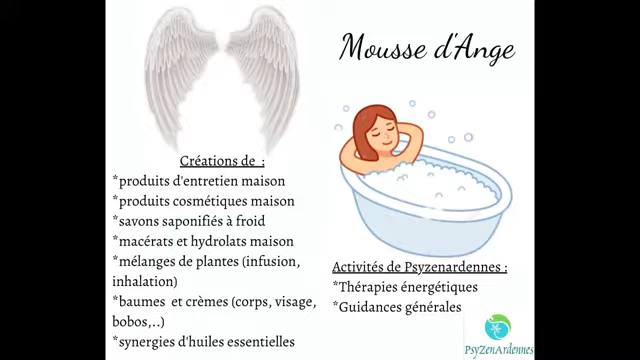 Mousse d'Ange
Créations de :
*produits d'entretien maison
*produits cosmétiques maison
*savons saponifiés à froid
*macérats et hydrolats maison
*mélanges de plantes (infusion,
inhalation)
*baumes et crèmes (corps, visage,
bobos,..)
*synergies d'huiles essentielles
Activités de Psyzenardennes :
*Thérapies énergétiques
*Guidances générales
PsyZenArdennes